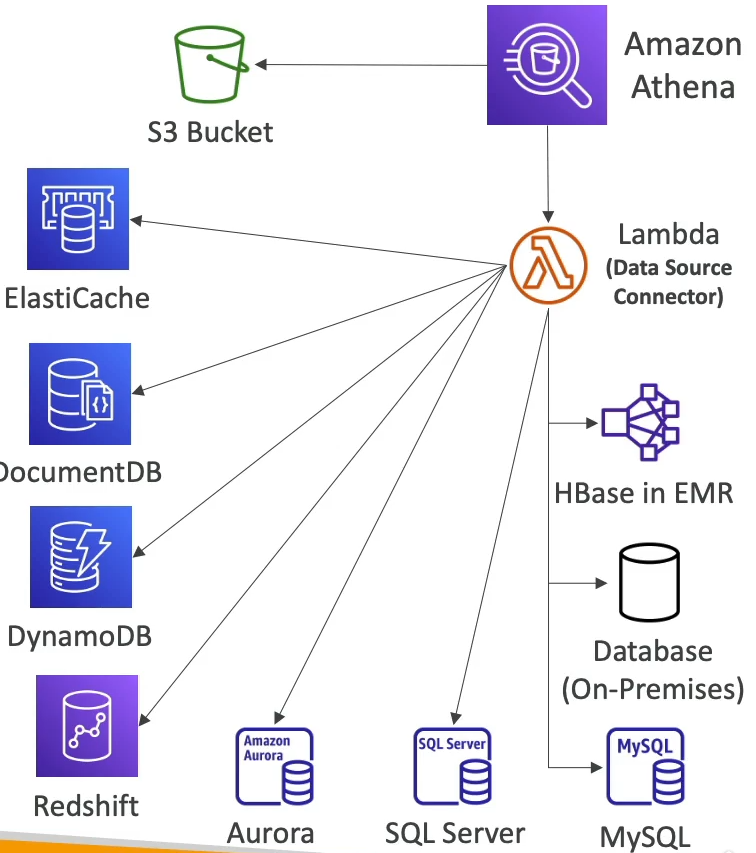 Amazon
Athena
S3 Bucket
Lambda
(Data Source
Connector)
ElastiCache
DocumentDB
HBase in EMR
DynamoDB
Database
(On-Premises)
Redshift
Amazon
Aurora
Aurora
SQL Server
SQL Server
MySQL
MySQL